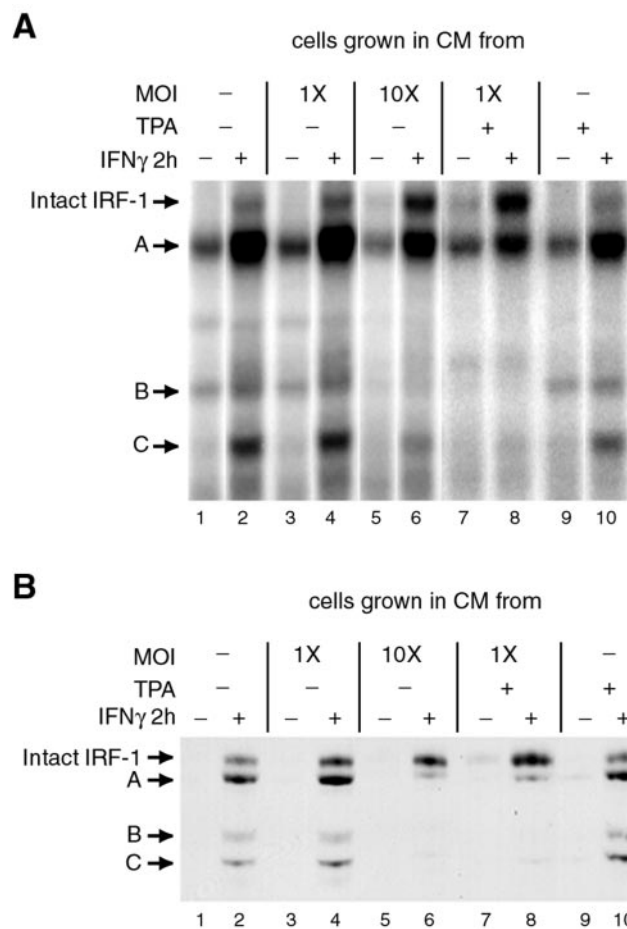 A
cells grown in CM from
MOI – 1X 10X 1X –
TPA – – – + +
IFNγ 2h – + – + – + – + – +
Intact IRF-1
A
B
C
1 2 3 4 5 6 7 8 9 10
B
cells grown in CM from
MOI – 1X 10X 1X –
TPA – – – + +
IFNγ 2h – + – + – + – + – +
Intact IRF-1
A
B
C
1 2 3 4 5 6 7 8 9 10